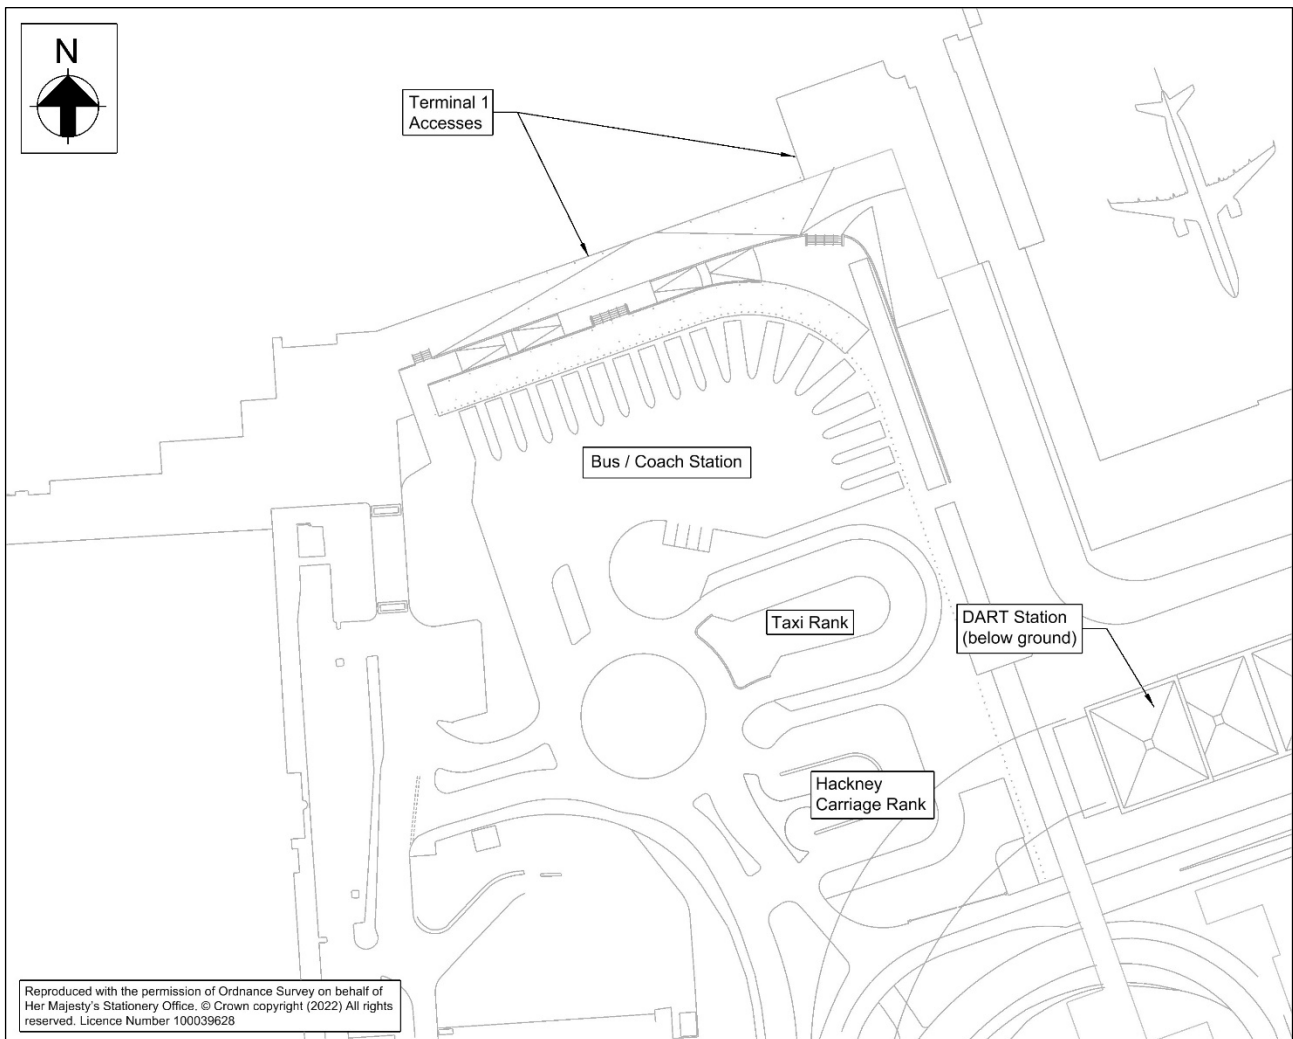 N
Terminal 1
Accesses
Bus / Coach Station
Taxi Rank
DART Station
(below ground)
Hackney
Carriage Rank
Reproduced with the permission of Ordnance Survey on behalf of
Her Majesty's Stationery Office. © Crown copyright (2022) All rights
reserved. Licence Number 100039628